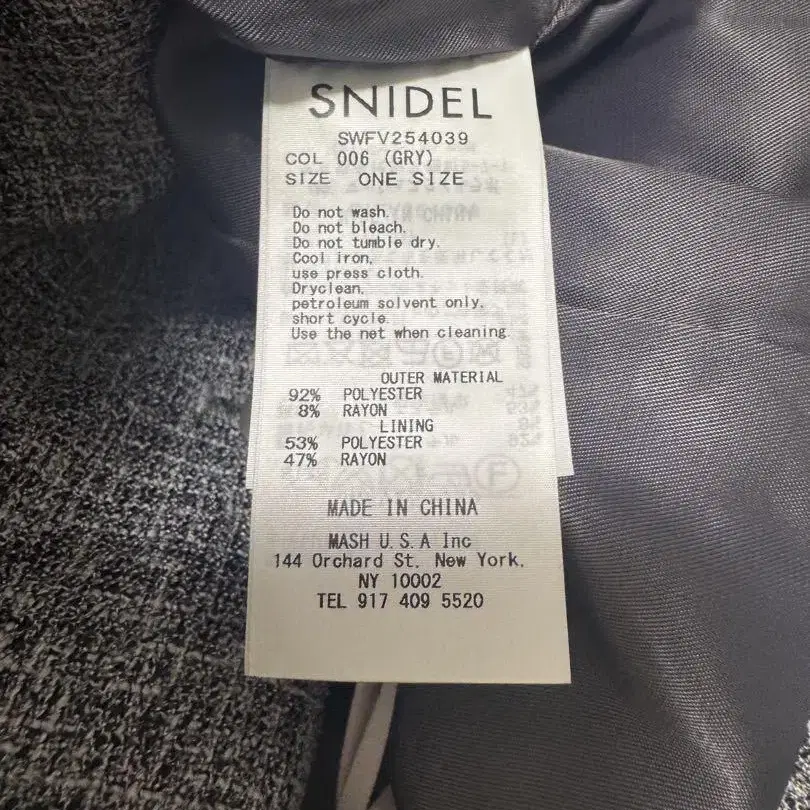 SNIDEL
SWFV254039
COL 006 (GRY)
SIZE ONE SIZE
Do not wash.
Do not bleach.
Do not tumble dry.
Cool iron,
use press cloth.
Dryclean.
petroleum solvent only.
short cycle.
Use the net when cleaning
OUTER MATERIAL
92% POLYESTER
8% RAYON
LINING
53% POLYESTER
47% RAYON
MADE IN CHINA
MASH U.S.A Inc
144 Orchard St, New York,
NY 10002
TEL 917 409 5520